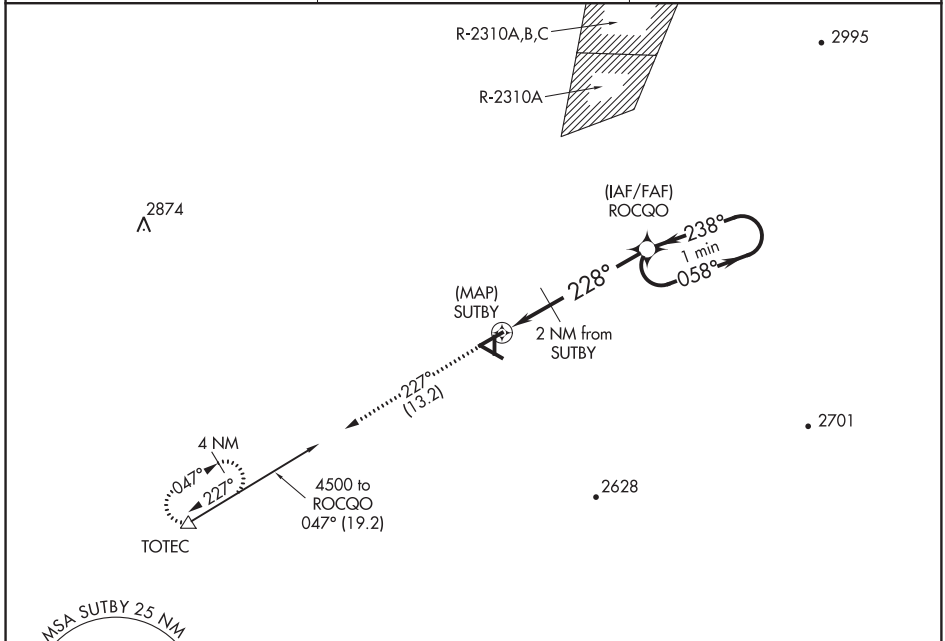 R-2310A,B,C
2995
R-2310A
2874
(IAF/FAF)
ROCQO
238°
1 min
058°
228°
(MAP)
SUTBY
2 NM from
SUTBY
227°
(13.2)
2701
4 NM
047°
227°
4500 to
ROCQO
047° (19.2)
2628
TOTEC
MSA SUTBY 25 NM